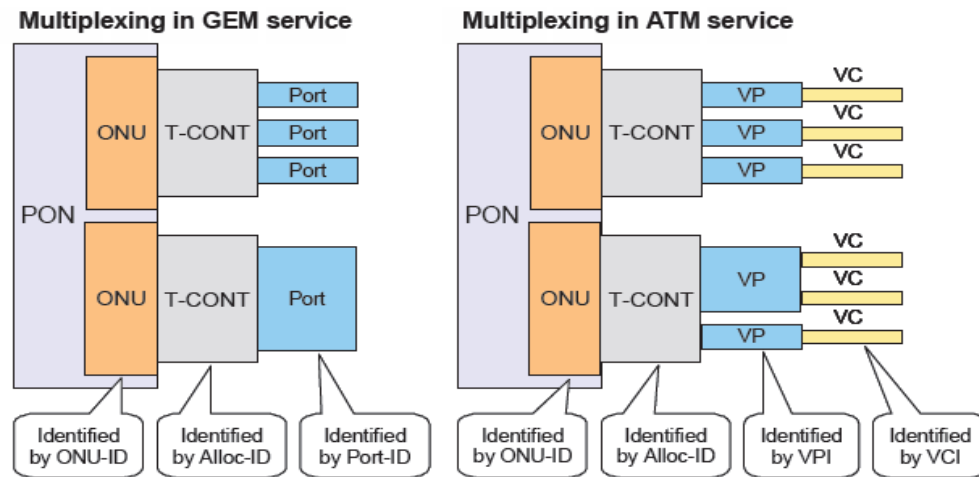 Multiplexing in GEM service
PON
ONU
T-CONT
Port
Port
Port
ONU
T-CONT
Port
Identified
by ONU-ID
Identified
by Alloc-ID
Identified
by Port-ID
Multiplexing in ATM service
PON
ONU
T-CONT
VP
VC
VP
VC
VP
VC
ONU
T-CONT
VP
VC
VC
VP
VC
Identified
by ONU-ID
Identified
by Alloc-ID
Identified
by VPI
Identified
by VCI